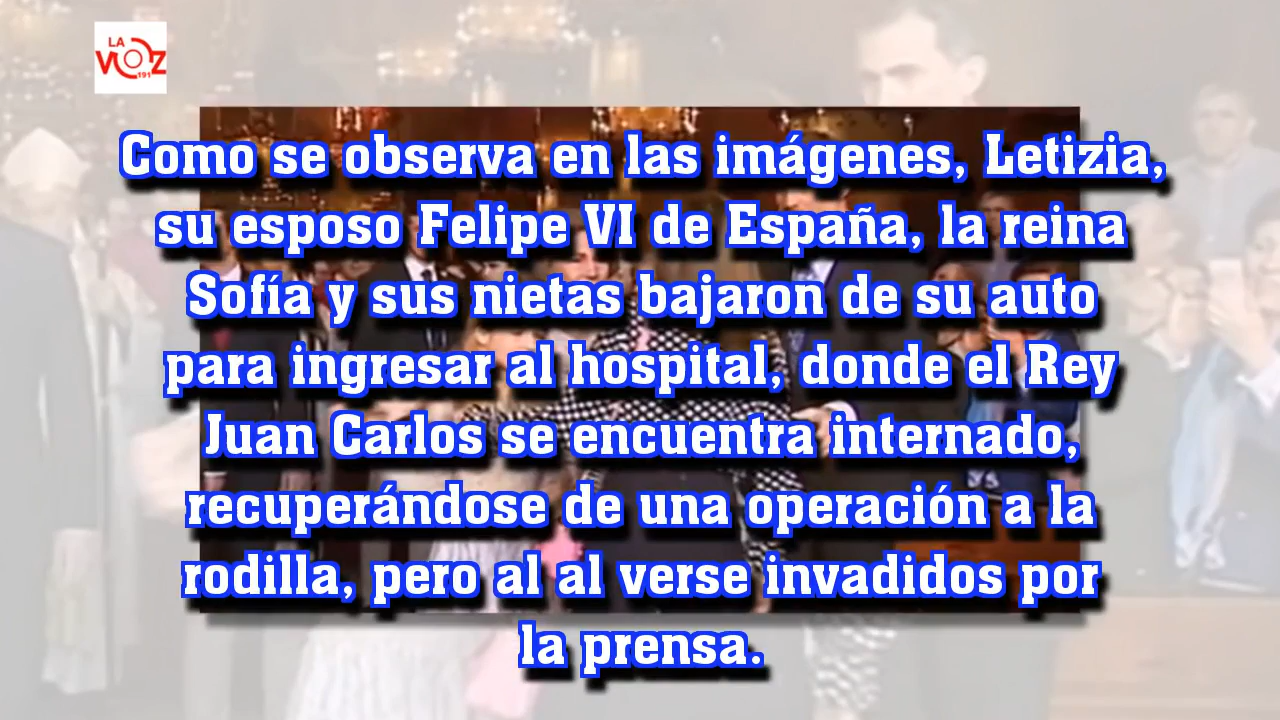 LA
VOZ
191
Como se observa en las imágenes, Letizia,
su esposo Felipe VI de España, la reina
Sofía y sus nietas bajaron de su auto
para ingresar al hospital, donde el Rey
Juan Carlos se encuentra internado,
recuperándose de una operación a la
rodilla, pero al al verse invadidos por
la prensa.